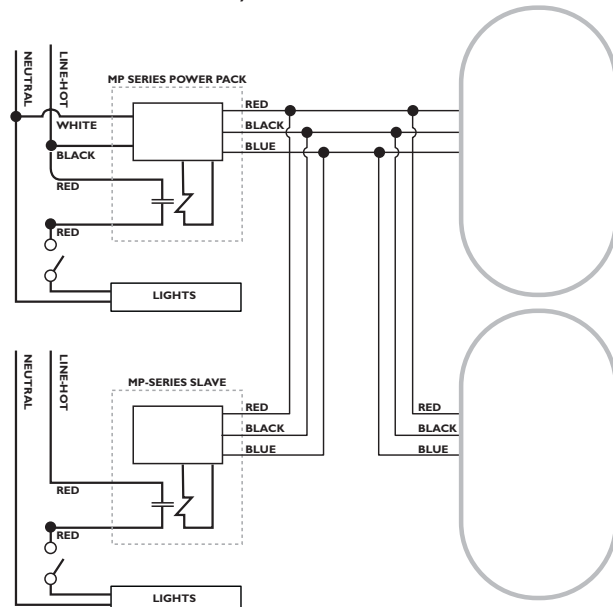 NEUTRAL
LINE-HOT
MP SERIES POWER PACK
RED
WHITE
BLACK
BLACK
BLUE
RED
RED
LIGHTS
NEUTRAL
LINE-HOT
MP-SERIES SLAVE
RED
RED
BLACK
BLACK
BLUE
BLUE
RED
RED
LIGHTS